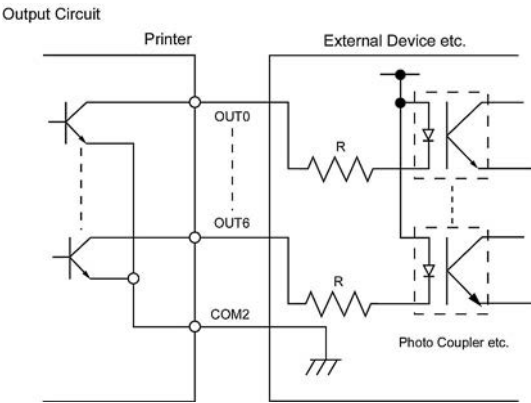 Output Circuit
Printer
External Device etc.
OUT0
R
OUT6
R
COM2
Photo Coupler etc.